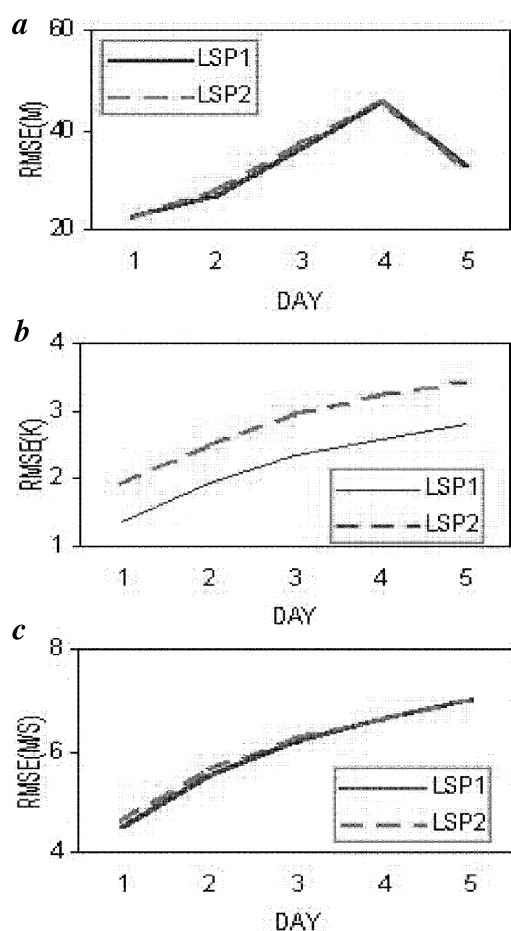 a
60
40
20
RMSE(M)
LSP1
LSP2
1 2 3 4 5
DAY
b
4
3
2
1
RMSE(K)
LSP1
LSP2
1 2 3 4 5
DAY
c
8
6
4
RMSE(M/S)
LSP1
LSP2
1 2 3 4 5
DAY